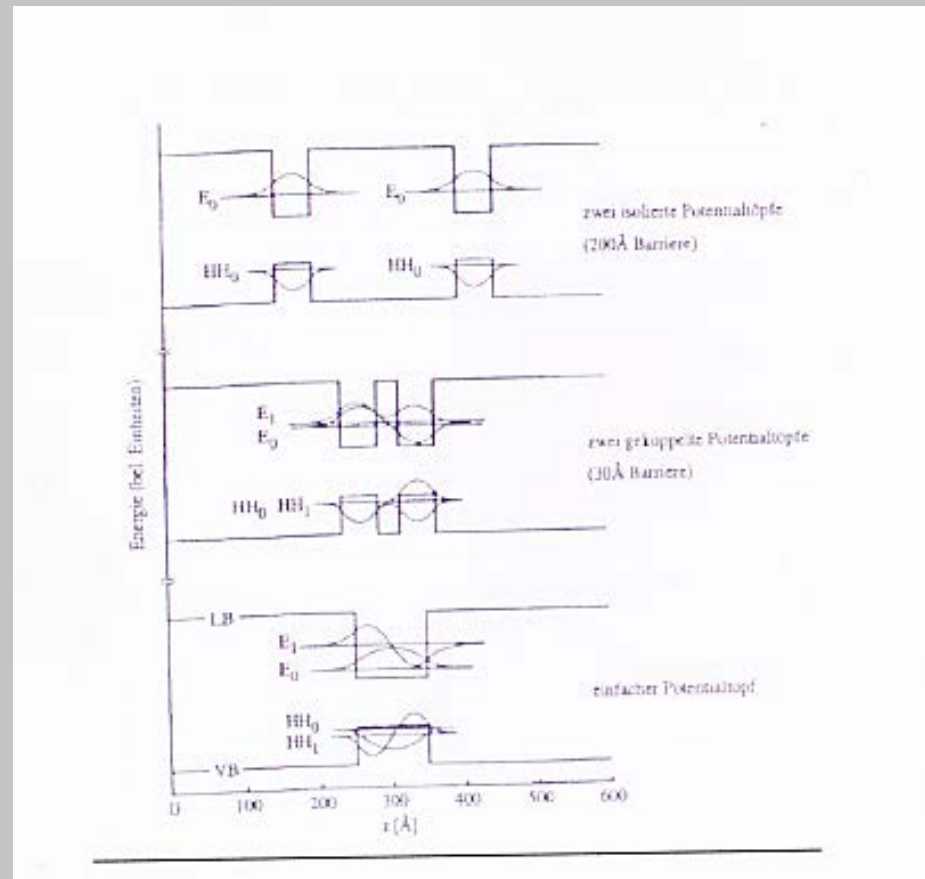 E₀
E₀
zwei isolierte Potentialtöpfe
(200Å Barriere)
HH₀
HH₀
Energie (bel. Einheiten)
E₁
E₀
zwei gekoppelte Potentialtöpfe
(30Å Barriere)
HH₀ HH₁
LB
E₁
E₀
einfacher Potentialtopf
HH₀
HH₁
VB
0 100 200 300 400 500 600
z [Å]